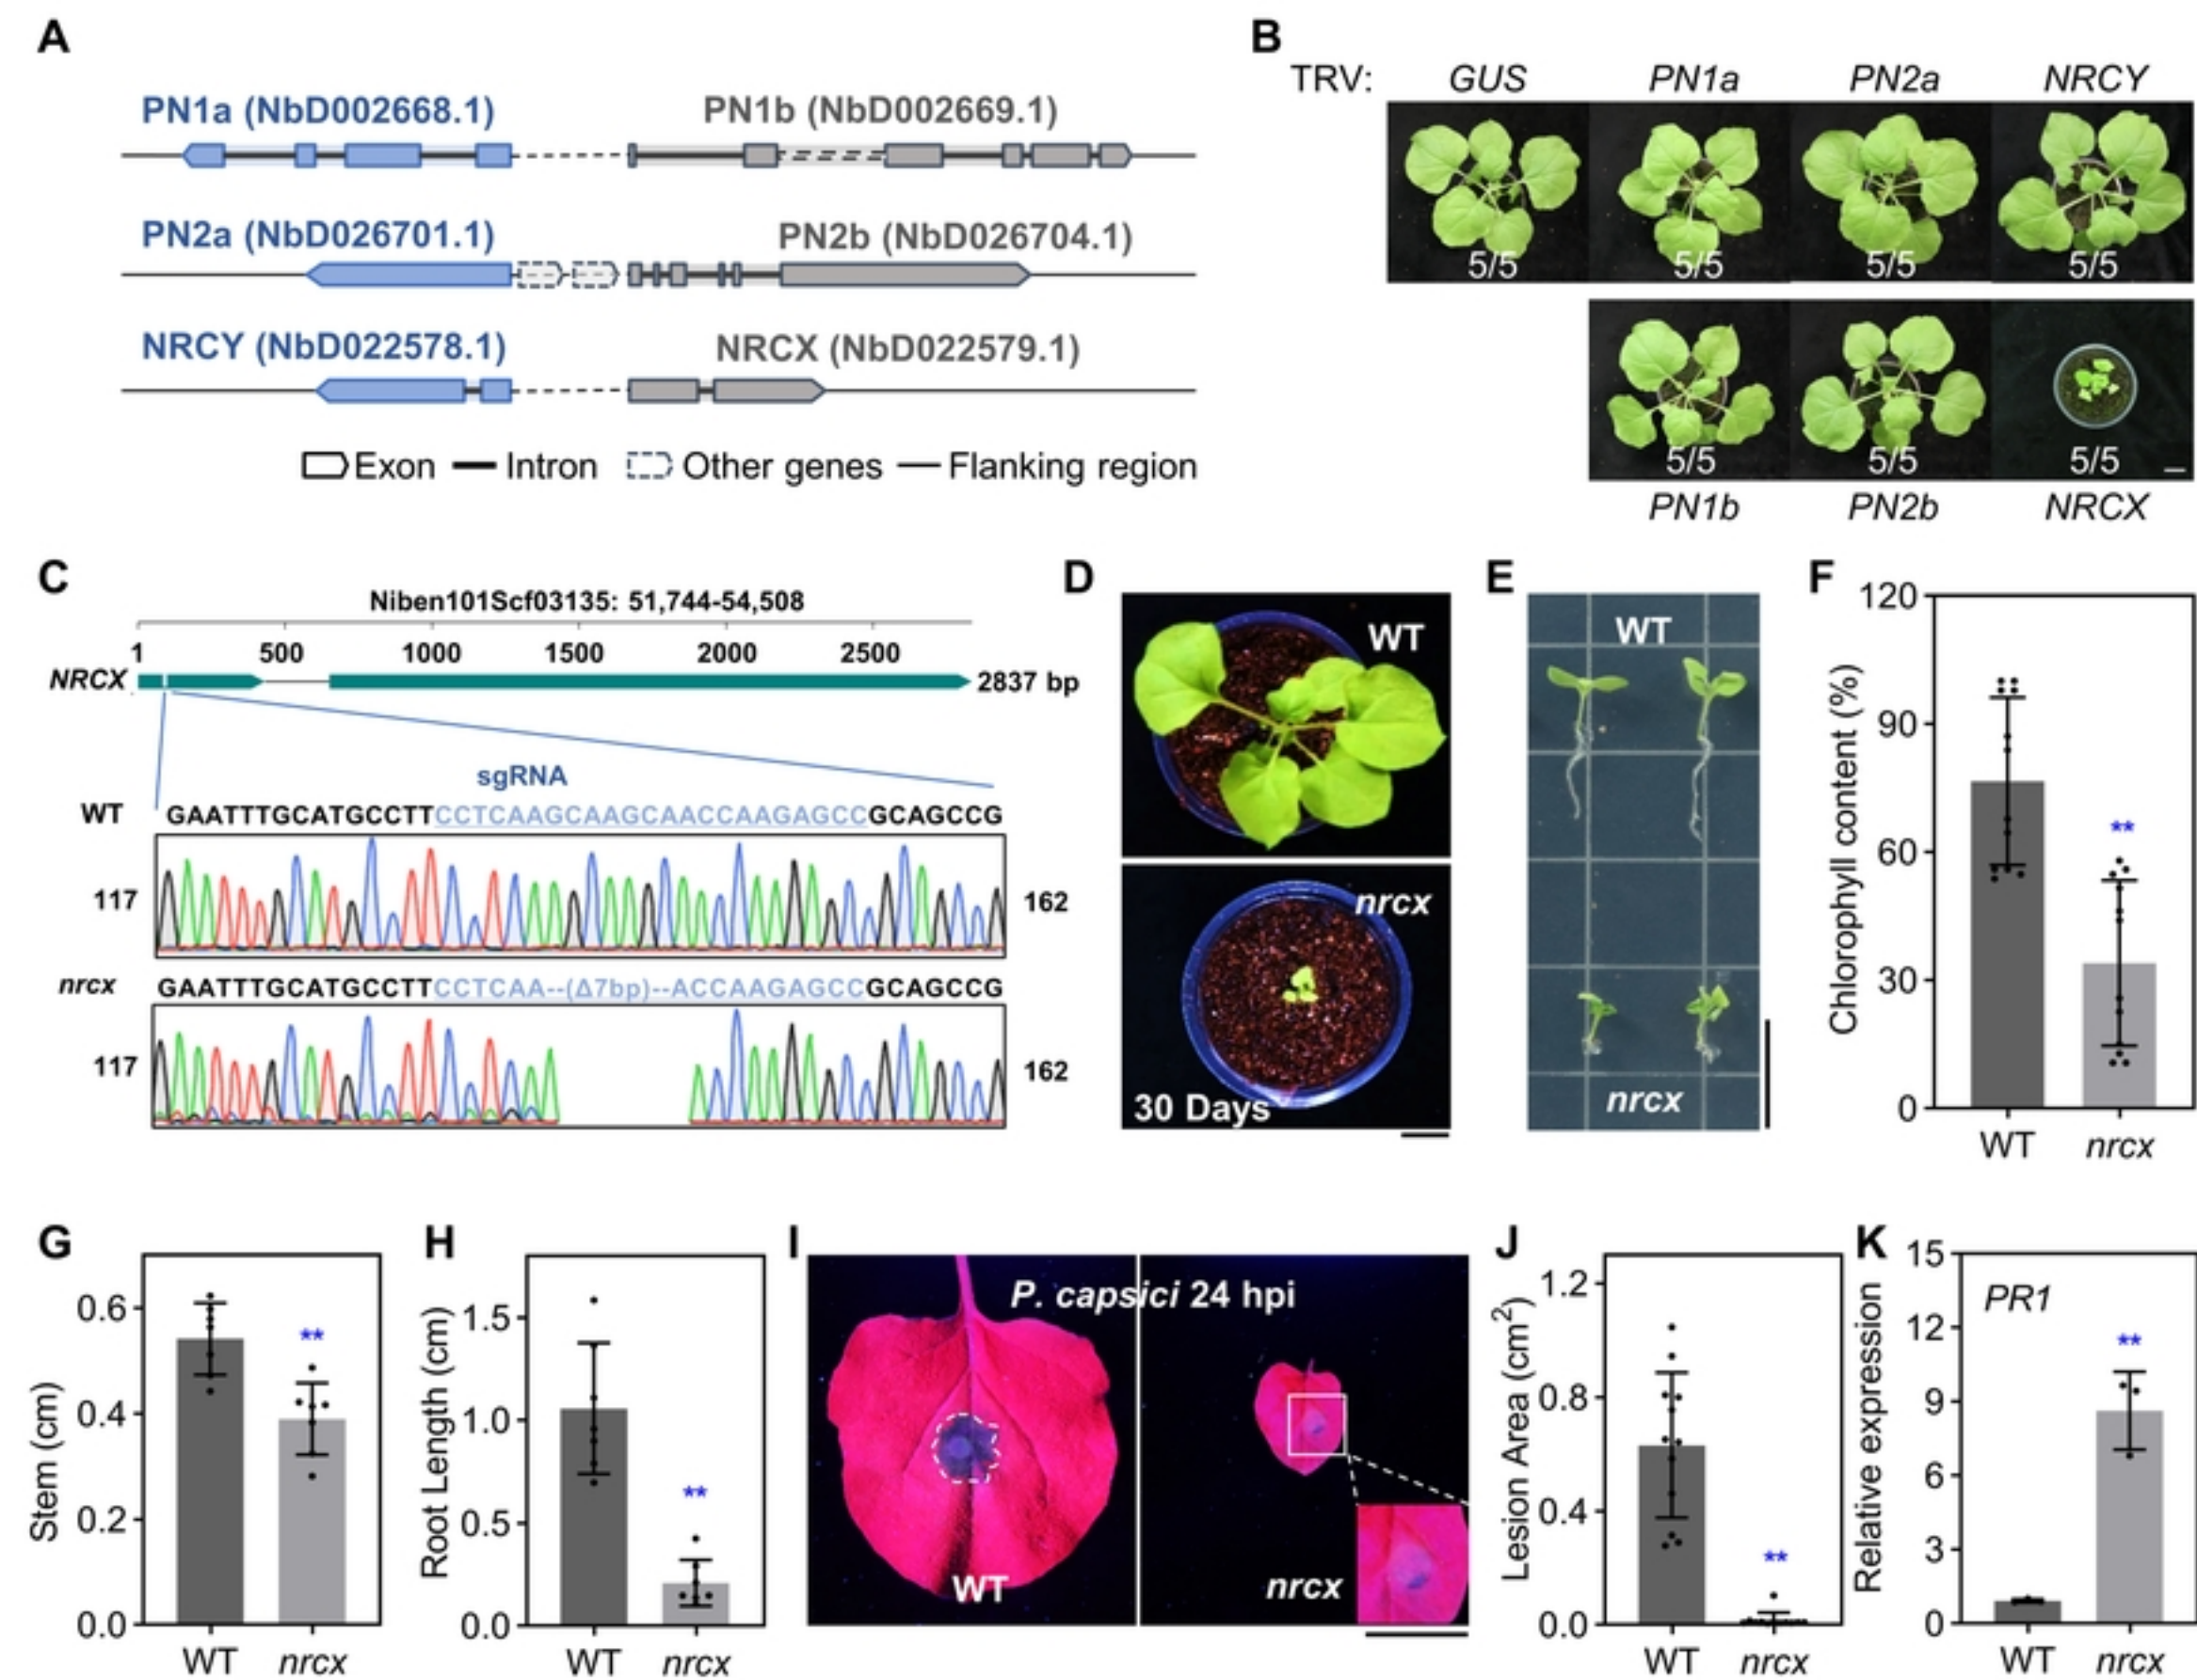 A
PN1a (NbD002668.1) PN1b (NbD002669.1)
PN2a (NbD026701.1) PN2b (NbD026704.1)
NRCY (NbD022578.1) NRCX (NbD022579.1)
Exon Intron Other genes Flanking region
B
TRV: GUS PN1a PN2a NRCY
5/5 5/5 5/5 5/5
5/5 5/5 5/5
PN1b PN2b NRCX
C
Niben101Scf03135: 51,744-54,508
1 500 1000 1500 2000 2500
NRCX 2837 bp
sgRNA
WT GAATTTGCATGCCTTCCTCAAGCAAGCAACCAAGAGCCGCAGCCG
117 162
nrcx GAATTTGCATGCCTTCCTCAA--(Δ7bp)--ACCAAGAGCCGCAGCCG
117 162
D
WT
nrcx
30 Days
E
WT
nrcx
F
Chlorophyll content (%)
120
90
60
30
0
**
WT nrcx
G
Stem (cm)
0.6
0.4
0.2
0.0
**
WT nrcx
H
Root Length (cm)
1.5
1.0
0.5
0.0
**
WT nrcx
I
P. capsici 24 hpi
WT nrcx
J
Lesion Area (cm²)
1.2
0.8
0.4
0.0
**
WT nrcx
K
Relative expression
15
12
9
6
3
0
PR1
**
WT nrcx